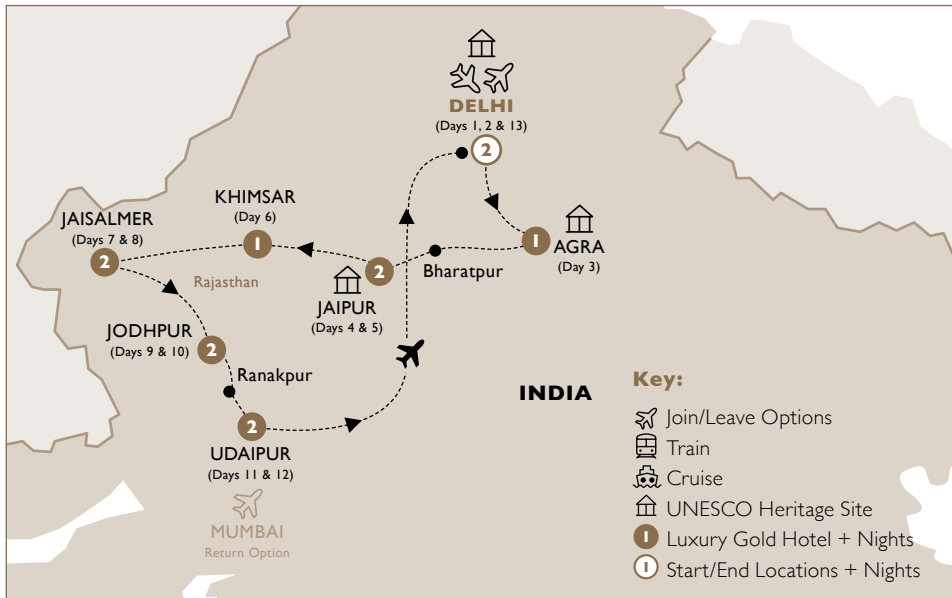 DELHI
(Days 1, 2 & 13)
2
KHIMSAR
(Day 6)
1
JAISALMER
(Days 7 & 8)
2
1
AGRA
(Day 3)
Bharatpur
2
JAIPUR
(Days 4 & 5)
Rajasthan
JODHPUR
(Days 9 & 10)
2
Ranakpur
2
UDAIPUR
(Days 11 & 12)
MUMBAI
Return Option
INDIA
Key:
Join/Leave Options
Train
Cruise
UNESCO Heritage Site
1 Luxury Gold Hotel + Nights
1 Start/End Locations + Nights